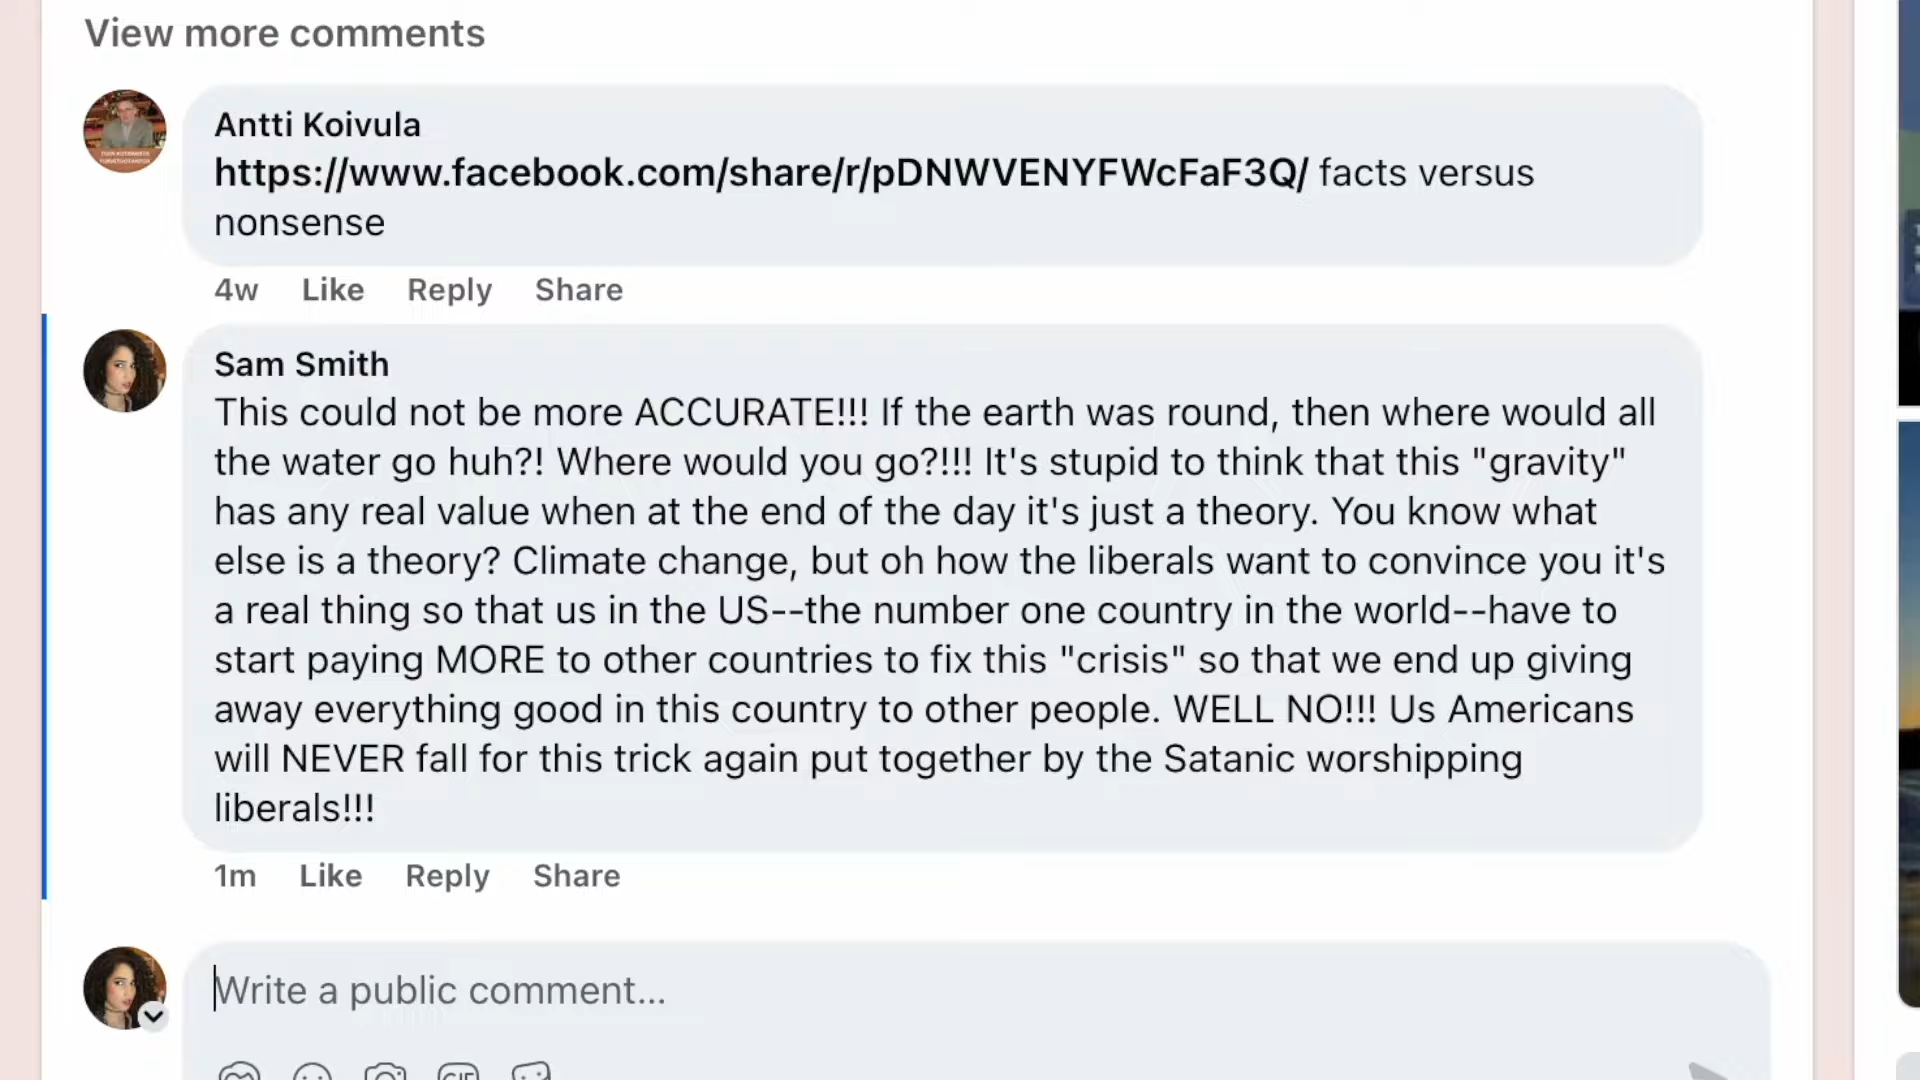 View more comments
Antti Koivula
https://www.facebook.com/share/r/pDNWVENYFWcFaF3Q/ facts versus
nonsense
4w Like Reply Share
Sam Smith
This could not be more ACCURATE!!! If the earth was round, then where would all
the water go huh?! Where would you go?!!! It's stupid to think that this "gravity"
has any real value when at the end of the day it's just a theory. You know what
else is a theory? Climate change, but oh how the liberals want to convince you it's
a real thing so that us in the US--the number one country in the world--have to
start paying MORE to other countries to fix this "crisis" so that we end up giving
away everything good in this country to other people. WELL NO!!! Us Americans
will NEVER fall for this trick again put together by the Satanic worshipping
liberals!!!
1m Like Reply Share
Write a public comment...
GIF